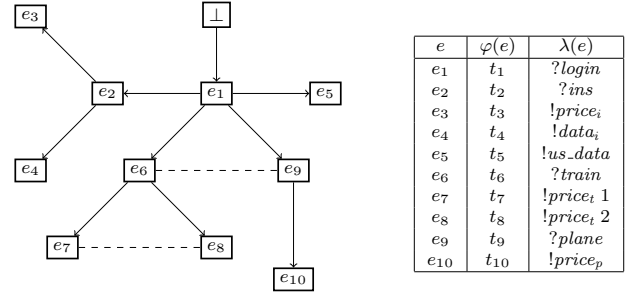 e3 ⊥
e2 e1 e5
e4 e6 e9
e7 e8
e10
e φ(e) λ(e)
e1 t1 ?login
e2 t2 ?ins
e3 t3 !price_i
e4 t4 !data_i
e5 t5 !us_data
e6 t6 ?train
e7 t7 !price_t 1
e8 t8 !price_t 2
e9 t9 ?plane
e10 t10 !price_p